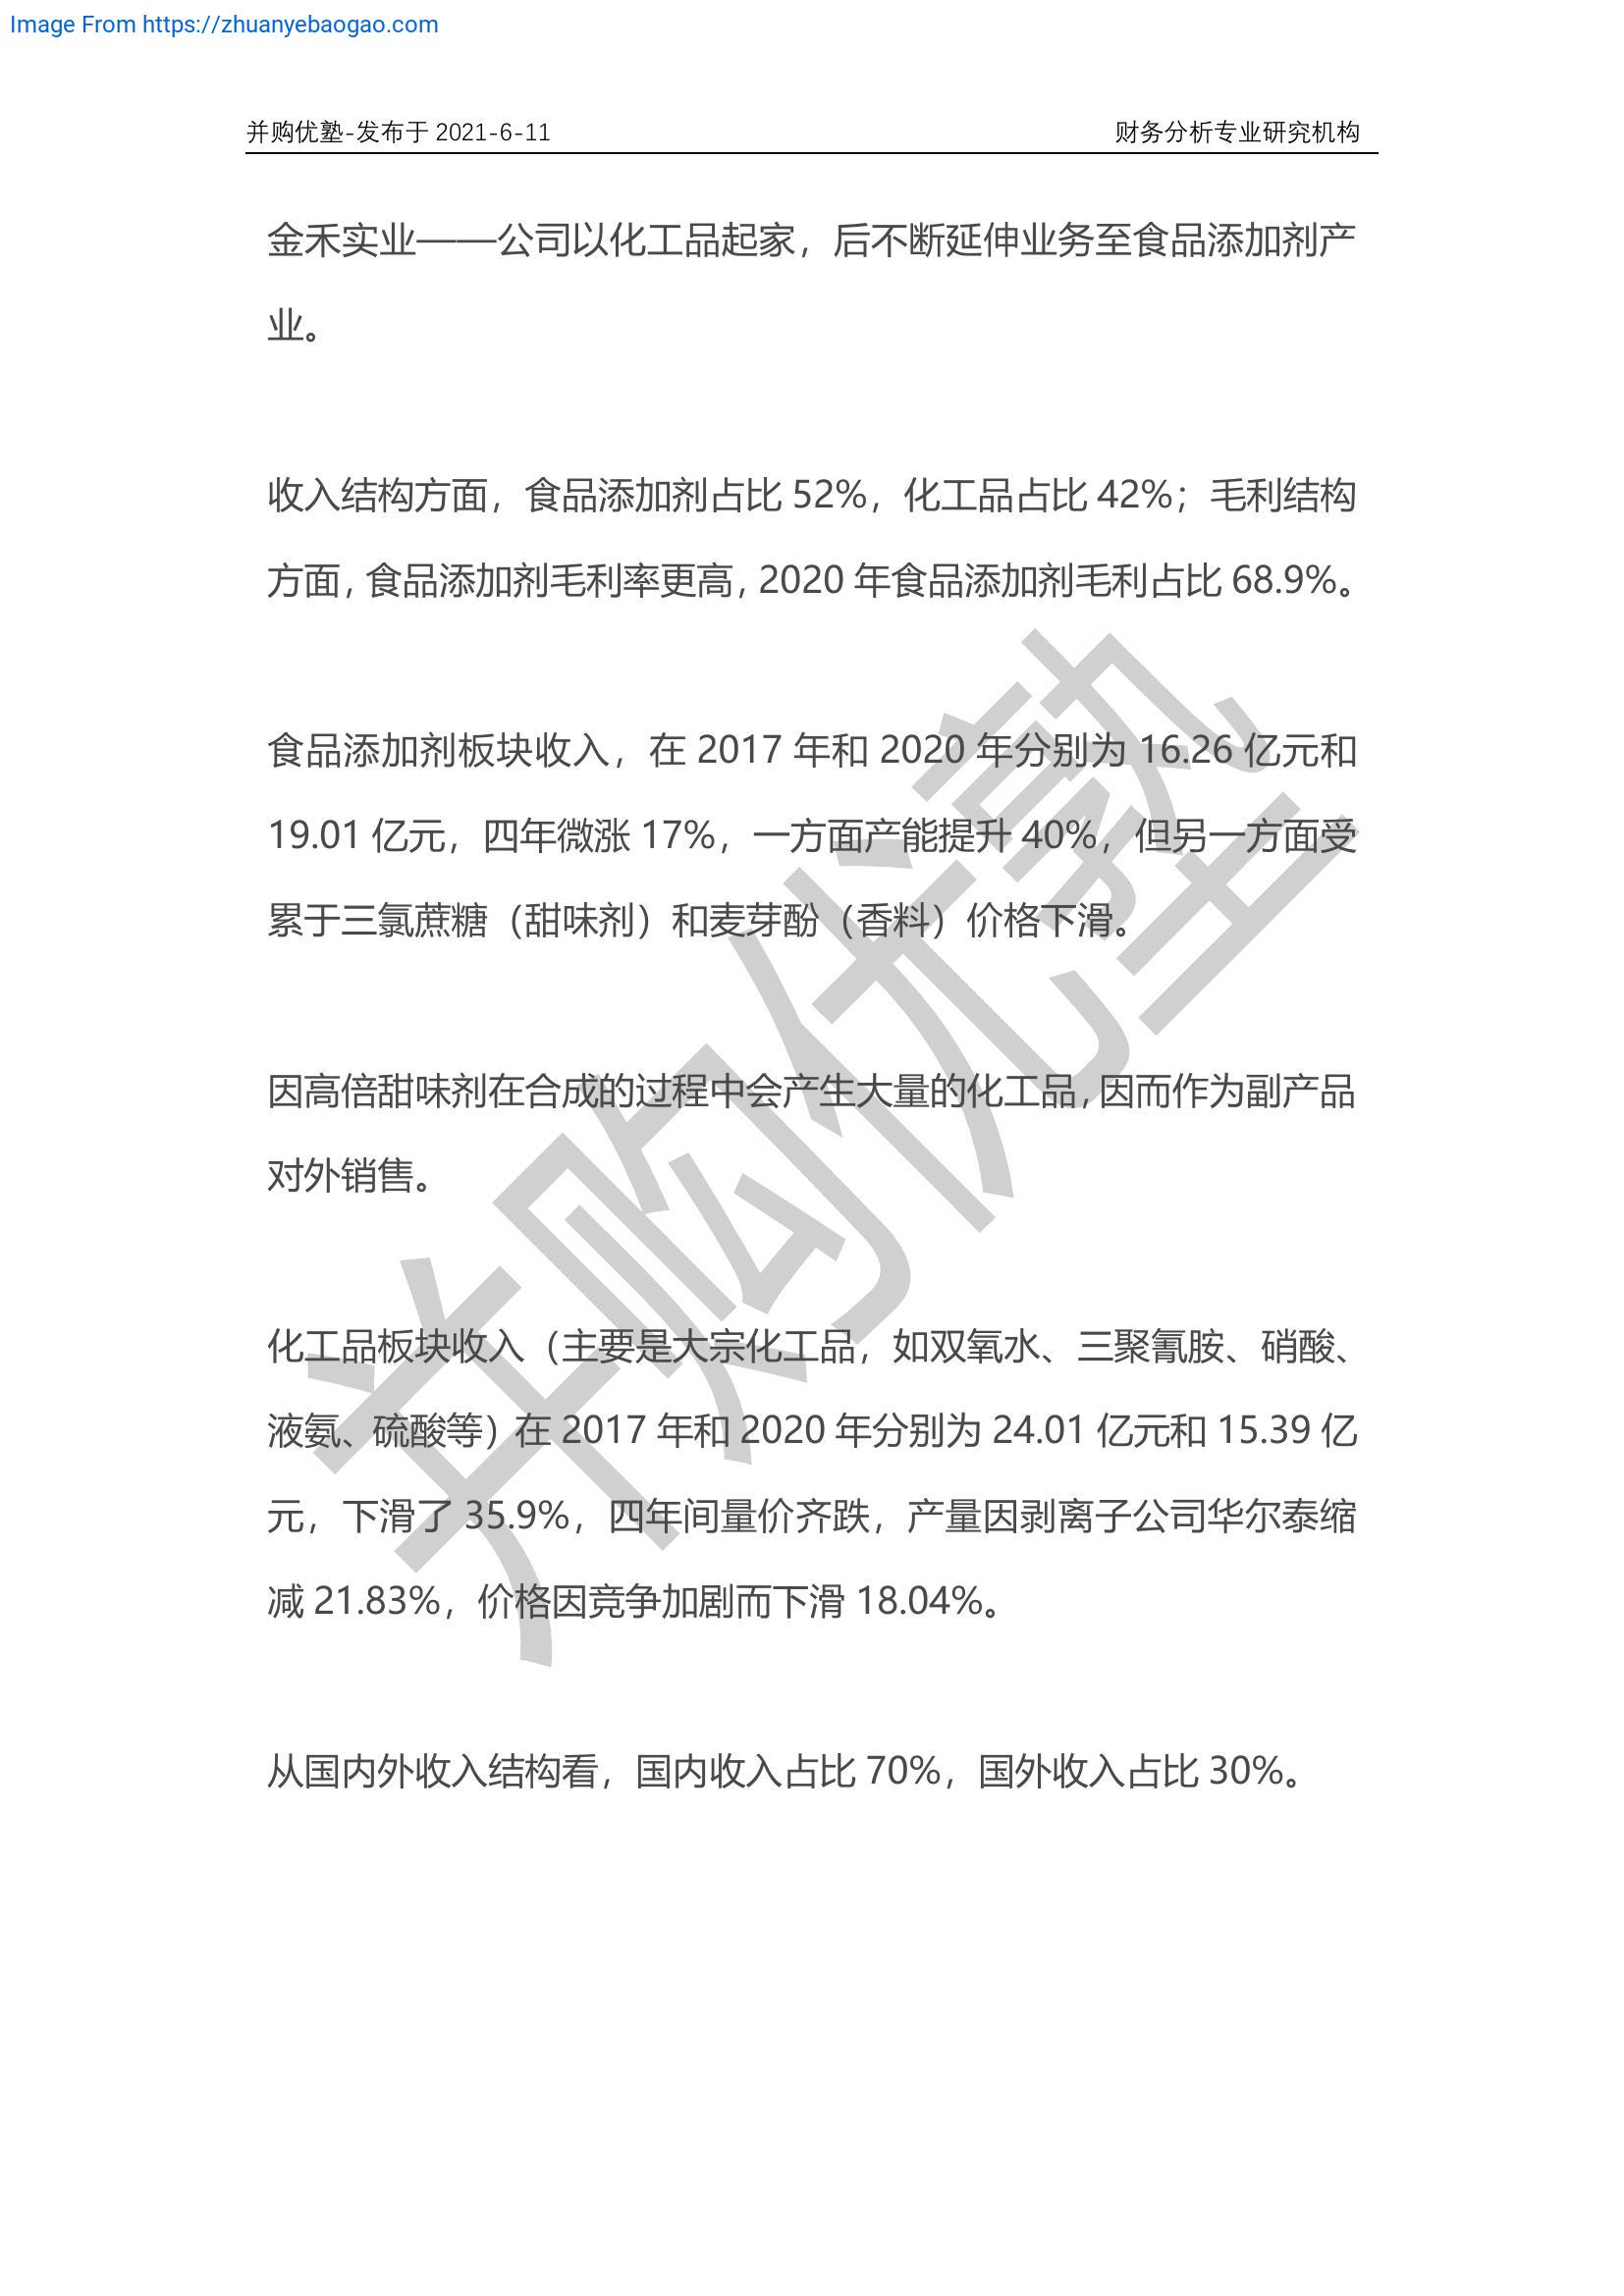 Image From https://zhuanyebaogao.com
并购优塾-发布于 2021-6-11 财务分析专业研究机构
金禾实业——公司以化工品起家，后不断延伸业务至食品添加剂产
业。
收入结构方面，食品添加剂占比 52%，化工品占比 42%；毛利结构
方面，食品添加剂毛利率更高，2020 年食品添加剂毛利占比 68.9%。
食品添加剂板块收入，在 2017 年和 2020 年分别为 16.26 亿元和
19.01 亿元，四年微涨 17%，一方面产能提升 40%，但另一方面受
累于三氯蔗糖（甜味剂）和麦芽酚（香料）价格下滑。
因高倍甜味剂在合成的过程中会产生大量的化工品，因而作为副产品
对外销售。
化工品板块收入（主要是大宗化工品，如双氧水、三聚氰胺、硝酸、
液氨、硫酸等）在 2017 年和 2020 年分别为 24.01 亿元和 15.39 亿
元，下滑了 35.9%，四年间量价齐跌，产量因剥离子公司华尔泰缩
减 21.83%，价格因竞争加剧而下滑 18.04%。
从国内外收入结构看，国内收入占比 70%，国外收入占比 30%。
并购优塾